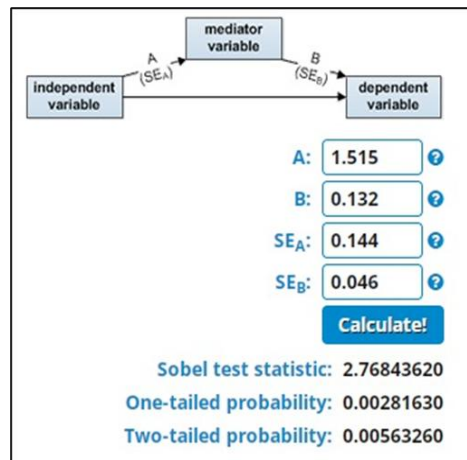 mediator
variable
A
(SEA)
B
(SEB)
independent
variable
dependent
variable
A: 1.515 ?
B: 0.132 ?
SEA: 0.144 ?
SEB: 0.046 ?
Calculate!
Sobel test statistic: 2.76843620
One-tailed probability: 0.00281630
Two-tailed probability: 0.00563260